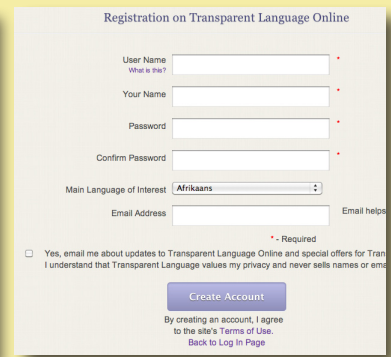 Registration on Transparent Language Online
User Name
What is this?
*
Your Name
*
Password
*
Confirm Password
*
Main Language of Interest
Afrikaans
Email Address
Email helps
* - Required
Yes, email me about updates to Transparent Language Online and special offers for Tran
I understand that Transparent Language values my privacy and never sells names or ema
Create Account
By creating an account, I agree
to the site's Terms of Use.
Back to Log In Page